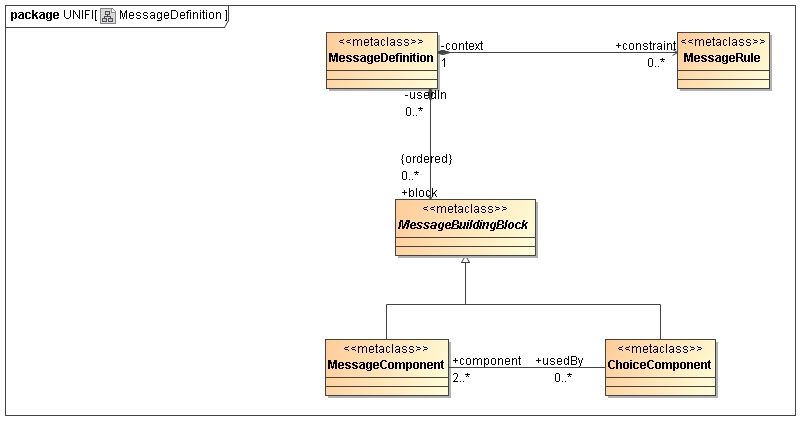 package UNIFI[ MessageDefinition ]
<<metaclass>>
MessageDefinition
-context
1
+constraint
0..*
<<metaclass>>
MessageRule
-usedIn
0..*
{ordered}
0..*
+block
<<metaclass>>
MessageBuildingBlock
<<metaclass>>
MessageComponent
+component
2..*
+usedBy
0..*
<<metaclass>>
ChoiceComponent